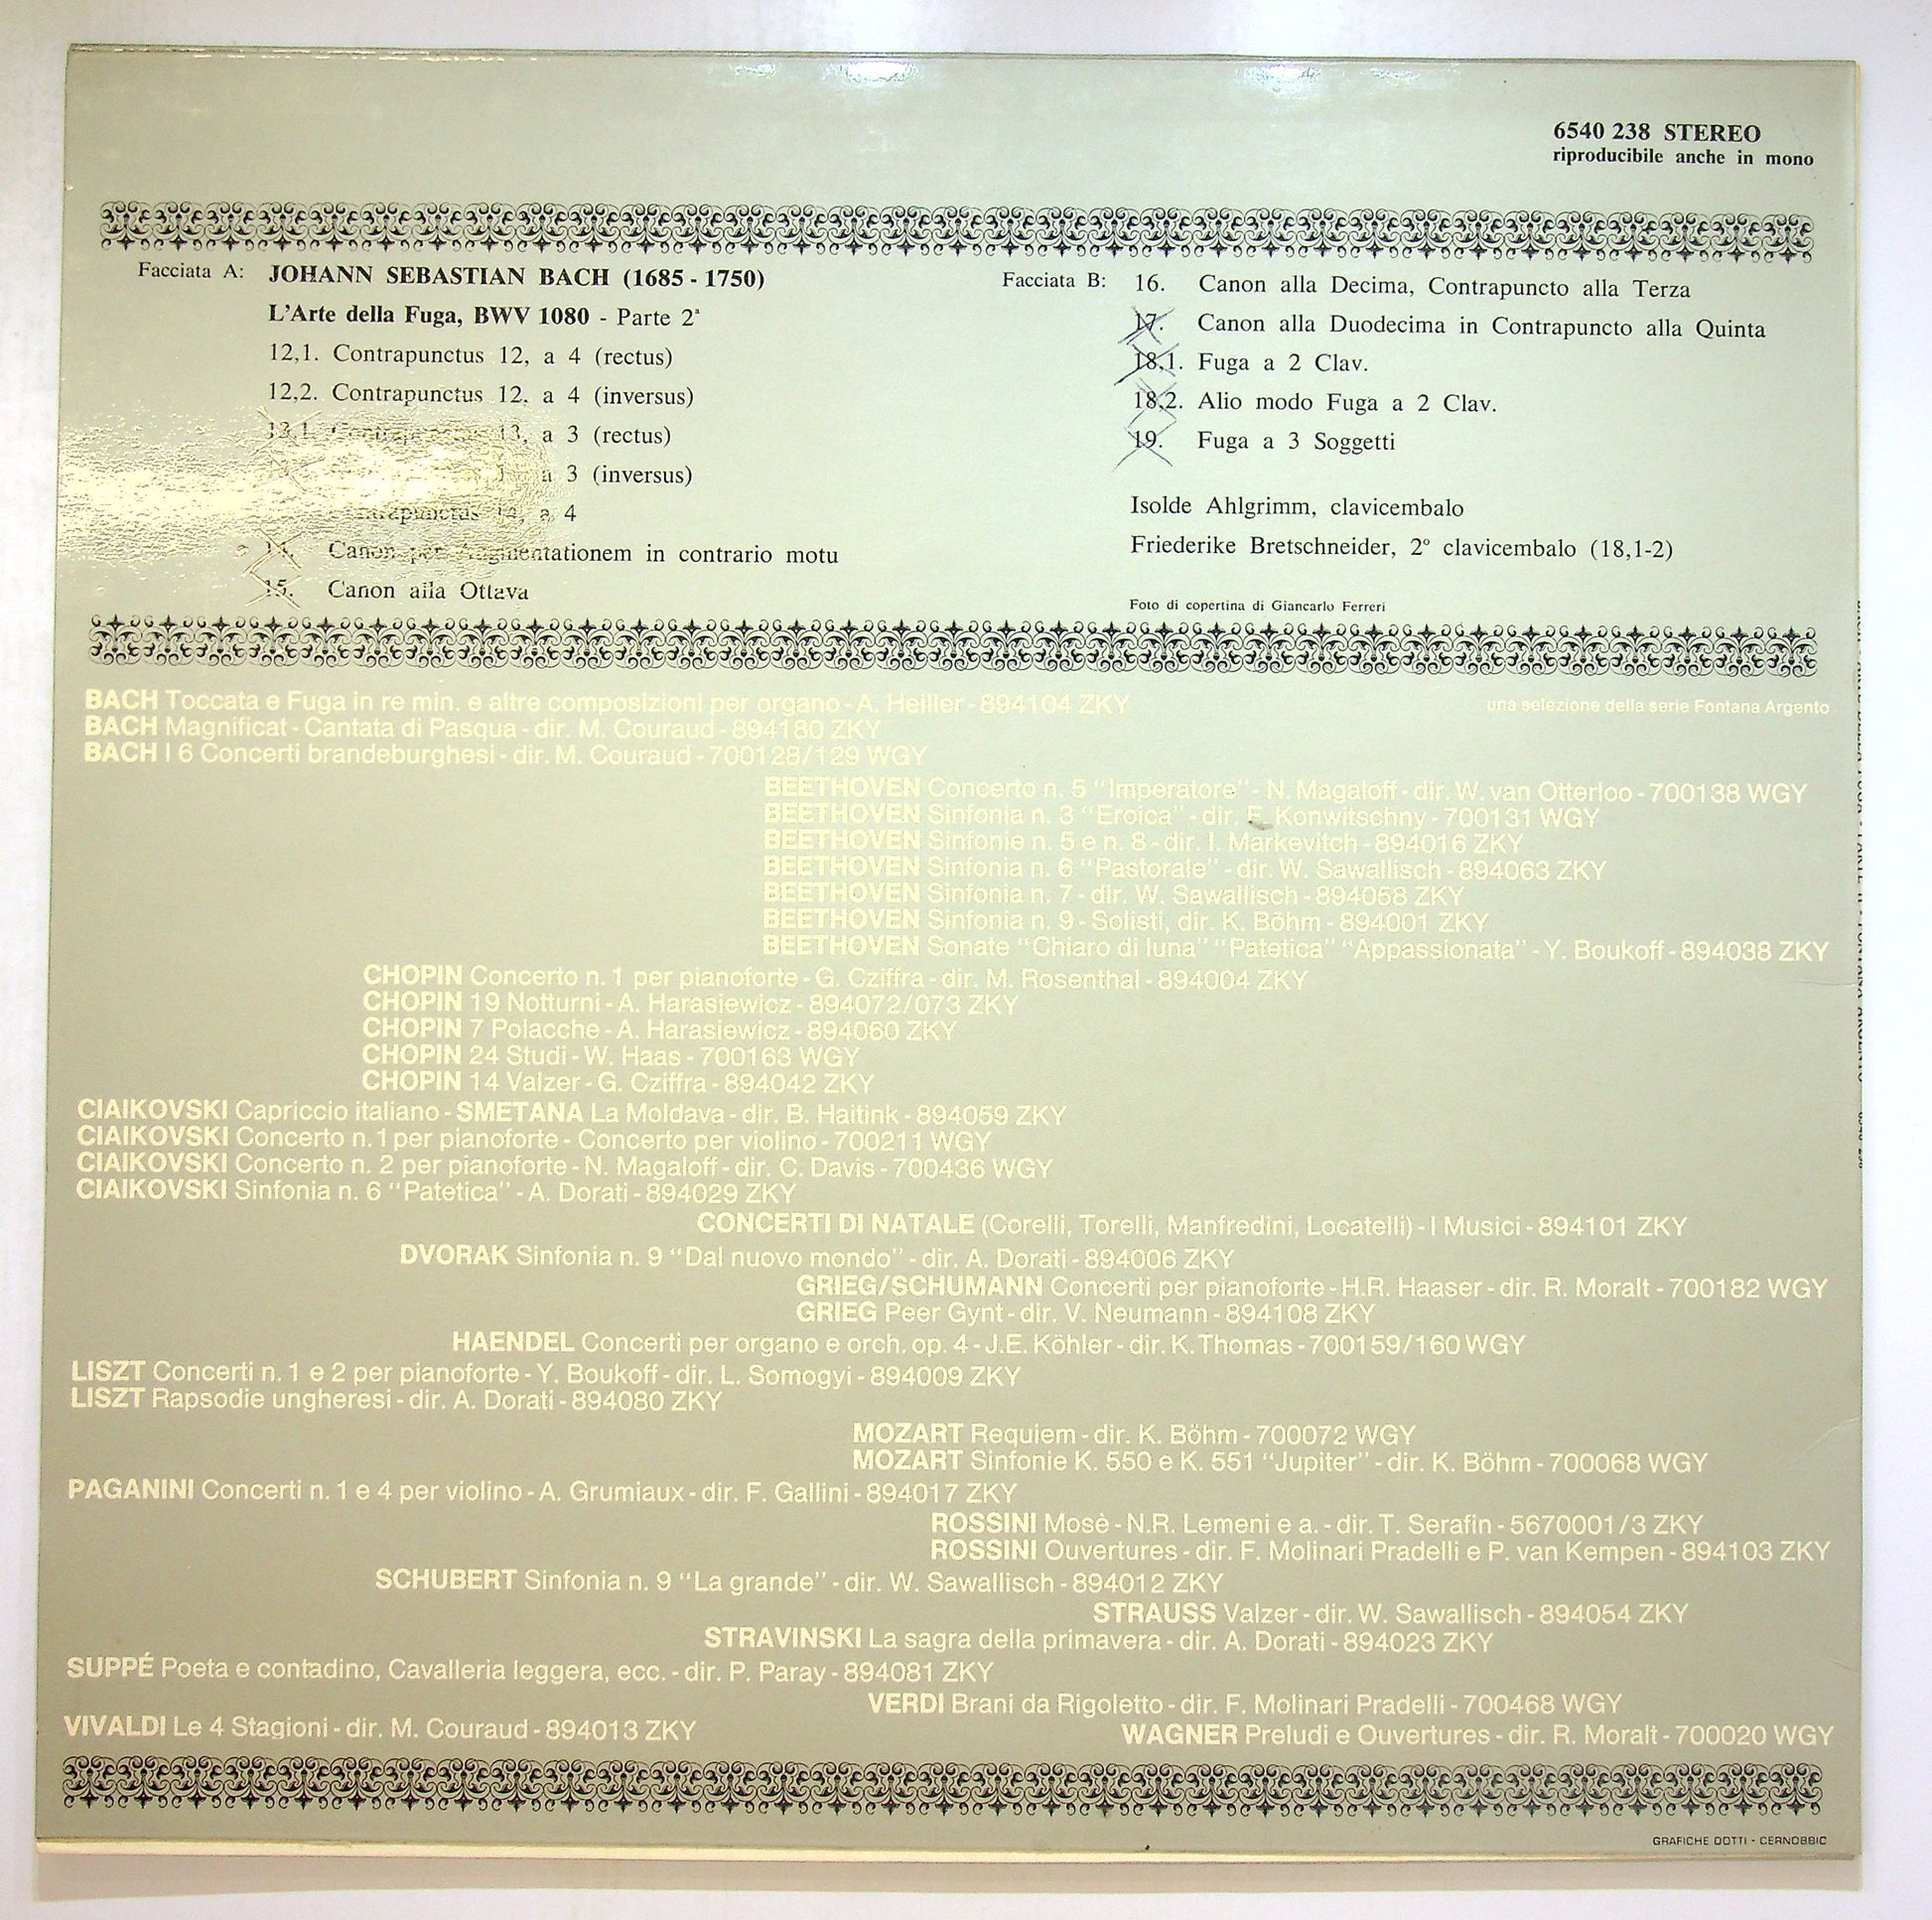 6540 238 STEREO
riproducibile anche in mono
Facciata A: JOHANN SEBASTIAN BACH (1685 - 1750)
L'Arte della Fuga, BWV 1080 - Parte 2ª
12,1. Contrapunctus 12, a 4 (rectus)
12,2. Contrapunctus 12, a 4 (inversus)
13,1. Contrapunctus 13, a 3 (rectus)
a 3 (inversus)
Contrapunctus 14, a 4
Canon per Augmentationem in contrario motu
15. Canon alla Ottava
Facciata B: 16. Canon alla Decima, Contrapuncto alla Terza
17. Canon alla Duodecima in Contrapuncto alla Quinta
18,1. Fuga a 2 Clav.
18,2. Alio modo Fuga a 2 Clav.
19. Fuga a 3 Soggetti
Isolde Ahlgrimm, clavicembalo
Friederike Bretschneider, 2º clavicembalo (18,1-2)
Foto di copertina di Giancarlo Ferreri
una selezione della serie Fontana Argento
BACH Toccata e Fuga in re min. e altre composizioni per organo - A. Heiller - 894104 ZKY
BACH Magnificat - Cantata di Pasqua - dir. M. Couraud - 894180 ZKY
BACH I 6 Concerti brandeburghesi - dir. M. Couraud - 700128/129 WGY
BEETHOVEN Concerto n. 5 "Imperatore" - N. Magaloff - dir. W. van Otterloo - 700138 WGY
BEETHOVEN Sinfonia n. 3 "Eroica" - dir. F. Konwitschny - 700131 WGY
BEETHOVEN Sinfonie n. 5 e n. 8 - dir. I. Markevitch - 894016 ZKY
BEETHOVEN Sinfonia n. 6 "Pastorale" - dir. W. Sawallisch - 894063 ZKY
BEETHOVEN Sinfonia n. 7 - dir. W. Sawallisch - 894058 ZKY
BEETHOVEN Sinfonia n. 9 - Solisti, dir. K. Böhm - 894001 ZKY
BEETHOVEN Sonate "Chiaro di luna" "Patetica" "Appassionata" - Y. Boukoff - 894038 ZKY
CHOPIN Concerto n. 1 per pianoforte - G. Cziffra - dir. M. Rosenthal - 894004 ZKY
CHOPIN 19 Notturni - A. Harasiewicz - 894072/073 ZKY
CHOPIN 7 Polacche - A. Harasiewicz - 894060 ZKY
CHOPIN 24 Studi - W. Haas - 700163 WGY
CHOPIN 14 Valzer - G. Cziffra - 894042 ZKY
CIAIKOVSKI Capriccio italiano - SMETANA La Moldava - dir. B. Haitink - 894059 ZKY
CIAIKOVSKI Concerto n. 1 per pianoforte - Concerto per violino - 700211 WGY
CIAIKOVSKI Concerto n. 2 per pianoforte - N. Magaloff - dir. C. Davis - 700436 WGY
CIAIKOVSKI Sinfonia n. 6 "Patetica" - A. Dorati - 894029 ZKY
CONCERTI DI NATALE (Corelli, Torelli, Manfredini, Locatelli) - I Musici - 894101 ZKY
DVORAK Sinfonia n. 9 "Dal nuovo mondo" - dir. A. Dorati - 894006 ZKY
GRIEG/SCHUMANN Concerti per pianoforte - H.R. Haaser - dir. R. Moralt - 700182 WGY
GRIEG Peer Gynt - dir. V. Neumann - 894108 ZKY
HAENDEL Concerti per organo e orch. op. 4 - J.E. Köhler - dir. K. Thomas - 700159/160 WGY
LISZT Concerti n. 1 e 2 per pianoforte - Y. Boukoff - dir. L. Somogyi - 894009 ZKY
LISZT Rapsodie ungheresi - dir. A. Dorati - 894080 ZKY
MOZART Requiem - dir. K. Böhm - 700072 WGY
MOZART Sinfonie K. 550 e K. 551 "Jupiter" - dir. K. Böhm - 700068 WGY
PAGANINI Concerti n. 1 e 4 per violino - A. Grumiaux - dir. F. Gallini - 894017 ZKY
ROSSINI Mosè - N.R. Lemeni e a. - dir. T. Serafin - 5670001/3 ZKY
ROSSINI Ouvertures - dir. F. Molinari Pradelli e P. van Kempen - 894103 ZKY
SCHUBERT Sinfonia n. 9 "La grande" - dir. W. Sawallisch - 894012 ZKY
STRAUSS Valzer - dir. W. Sawallisch - 894054 ZKY
STRAVINSKI La sagra della primavera - dir. A. Dorati - 894023 ZKY
SUPPÉ Poeta e contadino, Cavalleria leggera, ecc. - dir. P. Paray - 894081 ZKY
VERDI Brani da Rigoletto - dir. F. Molinari Pradelli - 700468 WGY
VIVALDI Le 4 Stagioni - dir. M. Couraud - 894013 ZKY
WAGNER Preludi e Ouvertures - dir. R. Moralt - 700020 WGY
GRAFICHE DOTTI - CERNOBBIO